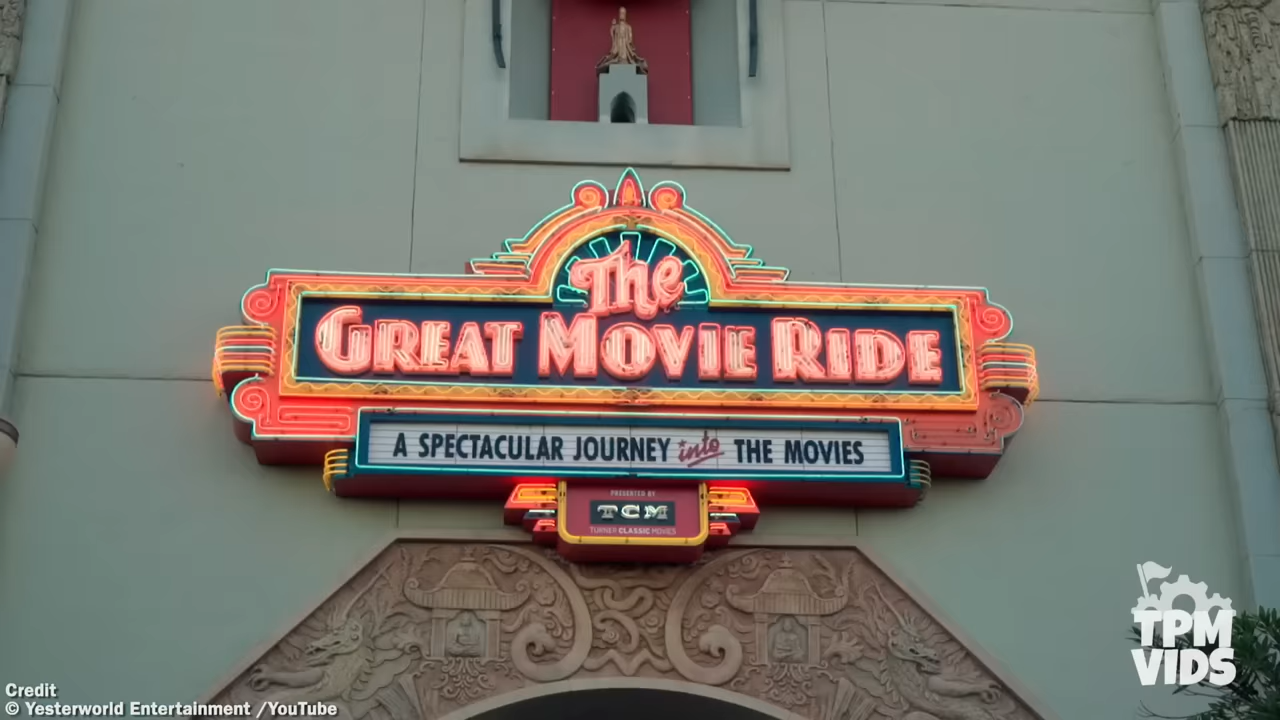 The
GREAT MOVIE RIDE
A SPECTACULAR JOURNEY into THE MOVIES
PRESENTED BY
TCM
TURNER CLASSIC MOVIES
TPM
VIDS
Credit
© Yesterworld Entertainment /YouTube